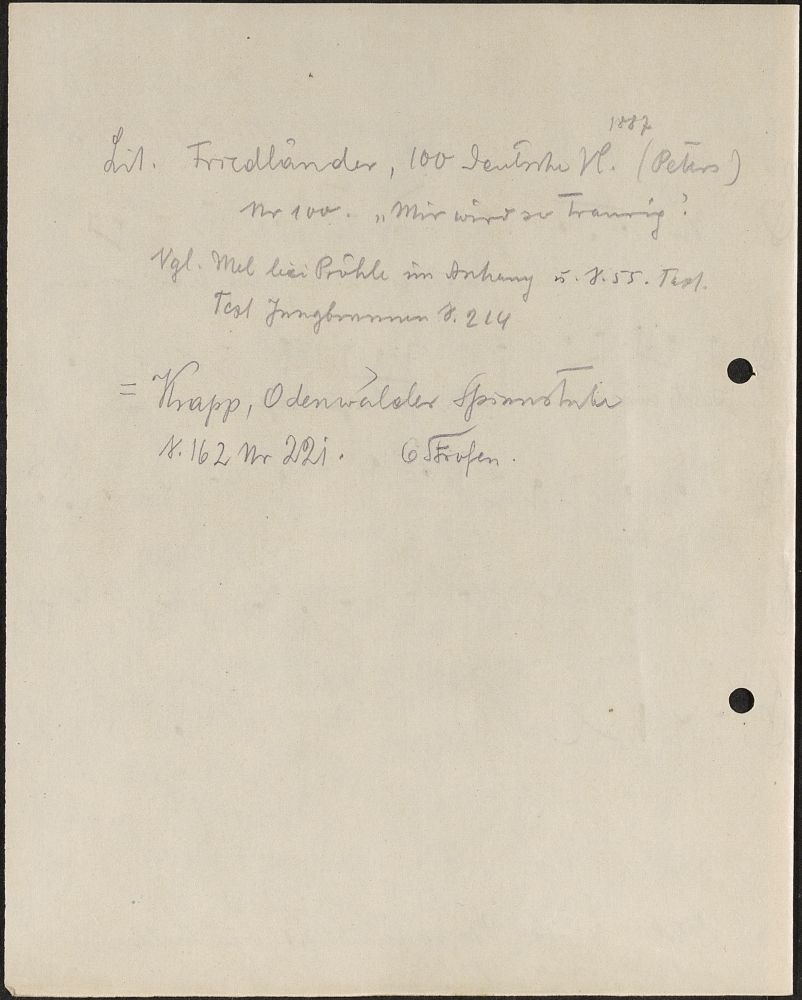 1887
Lit. Friedländer, 100 deutsche Vl. (Peters)
Nr 100. „Mir wird so traurig"
Vgl. Mel bei Pröhle im Anhang u. S. 55. Text.
Text Jungbrunnen S. 214
= Krapp, Odenwälder Spinnstube
S. 162 Nr 221. 6 Strofen.